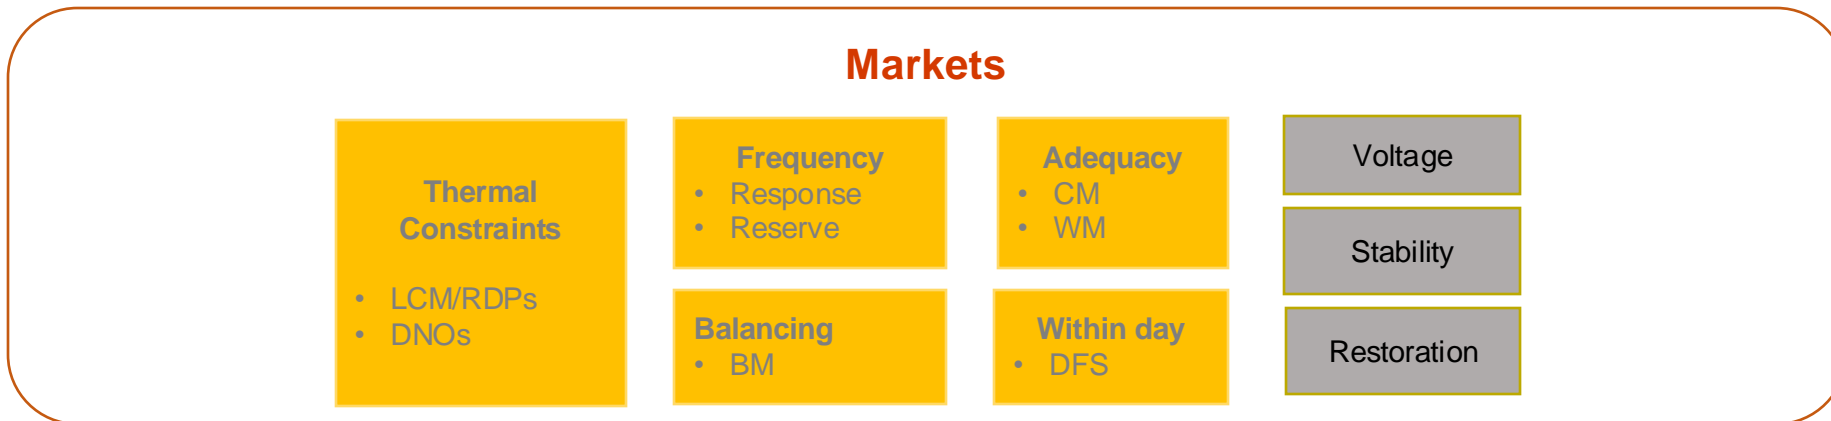 Markets
Thermal
Constraints
• LCM/RDPs
• DNOs
Frequency
• Response
• Reserve
Balancing
• BM
Adequacy
• CM
• WM
Within day
• DFS
Voltage
Stability
Restoration